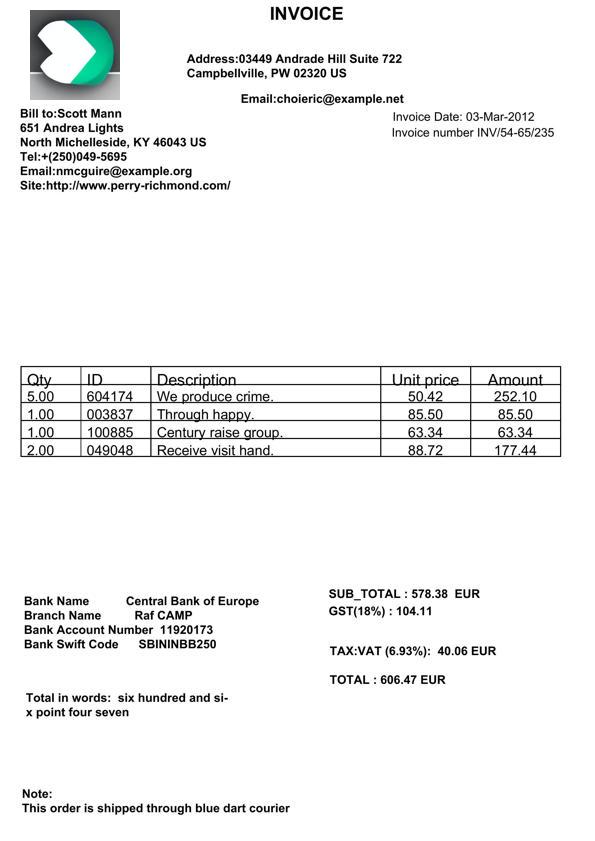 INVOICE
Address:03449 Andrade Hill Suite 722
Campbellville, PW 02320 US
Email:choieric@example.net
Bill to:Scott Mann
651 Andrea Lights
North Michelleside, KY 46043 US
Tel:+(250)049-5695
Email:nmcguire@example.org
Site:http://www.perry-richmond.com/
Invoice Date: 03-Mar-2012
Invoice number INV/54-65/235
Qty ID Description Unit price Amount
5.00 604174 We produce crime. 50.42 252.10
1.00 003837 Through happy. 85.50 85.50
1.00 100885 Century raise group. 63.34 63.34
2.00 049048 Receive visit hand. 88.72 177.44
Bank Name Central Bank of Europe
Branch Name Raf CAMP
Bank Account Number 11920173
Bank Swift Code SBININBB250
SUB_TOTAL : 578.38 EUR
GST(18%) : 104.11
TAX:VAT (6.93%): 40.06 EUR
TOTAL : 606.47 EUR
Total in words: six hundred and si-
x point four seven
Note:
This order is shipped through blue dart courier